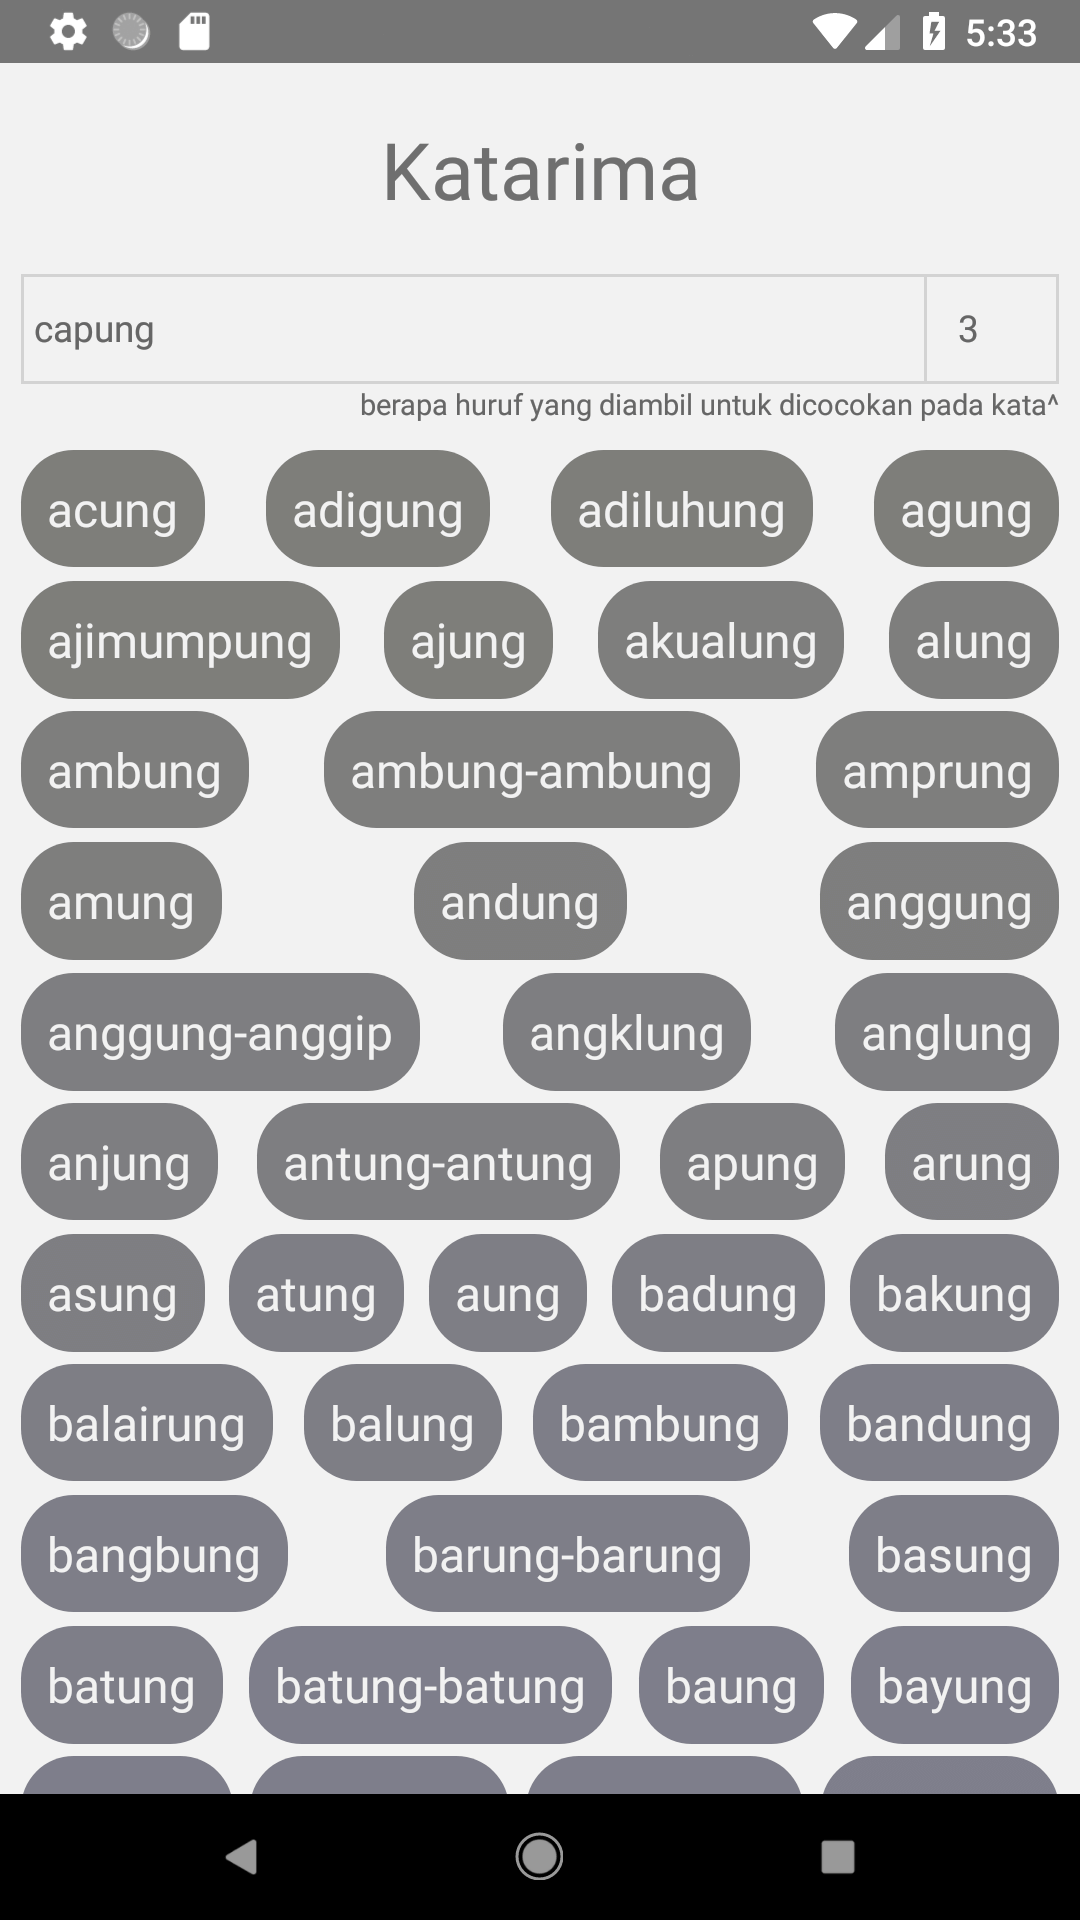 5:33
Katarima
capung 3
berapa huruf yang diambil untuk dicocokan pada kata^
acung adigung adiluhung agung
ajimumpung ajung akualung alung
ambung ambung-ambung amprung
amung andung anggung
anggung-anggip angklung anglung
anjung antung-antung apung arung
asung atung aung badung bakung
balairung balung bambung bandung
bangbung barung-barung basung
batung batung-batung baung bayung